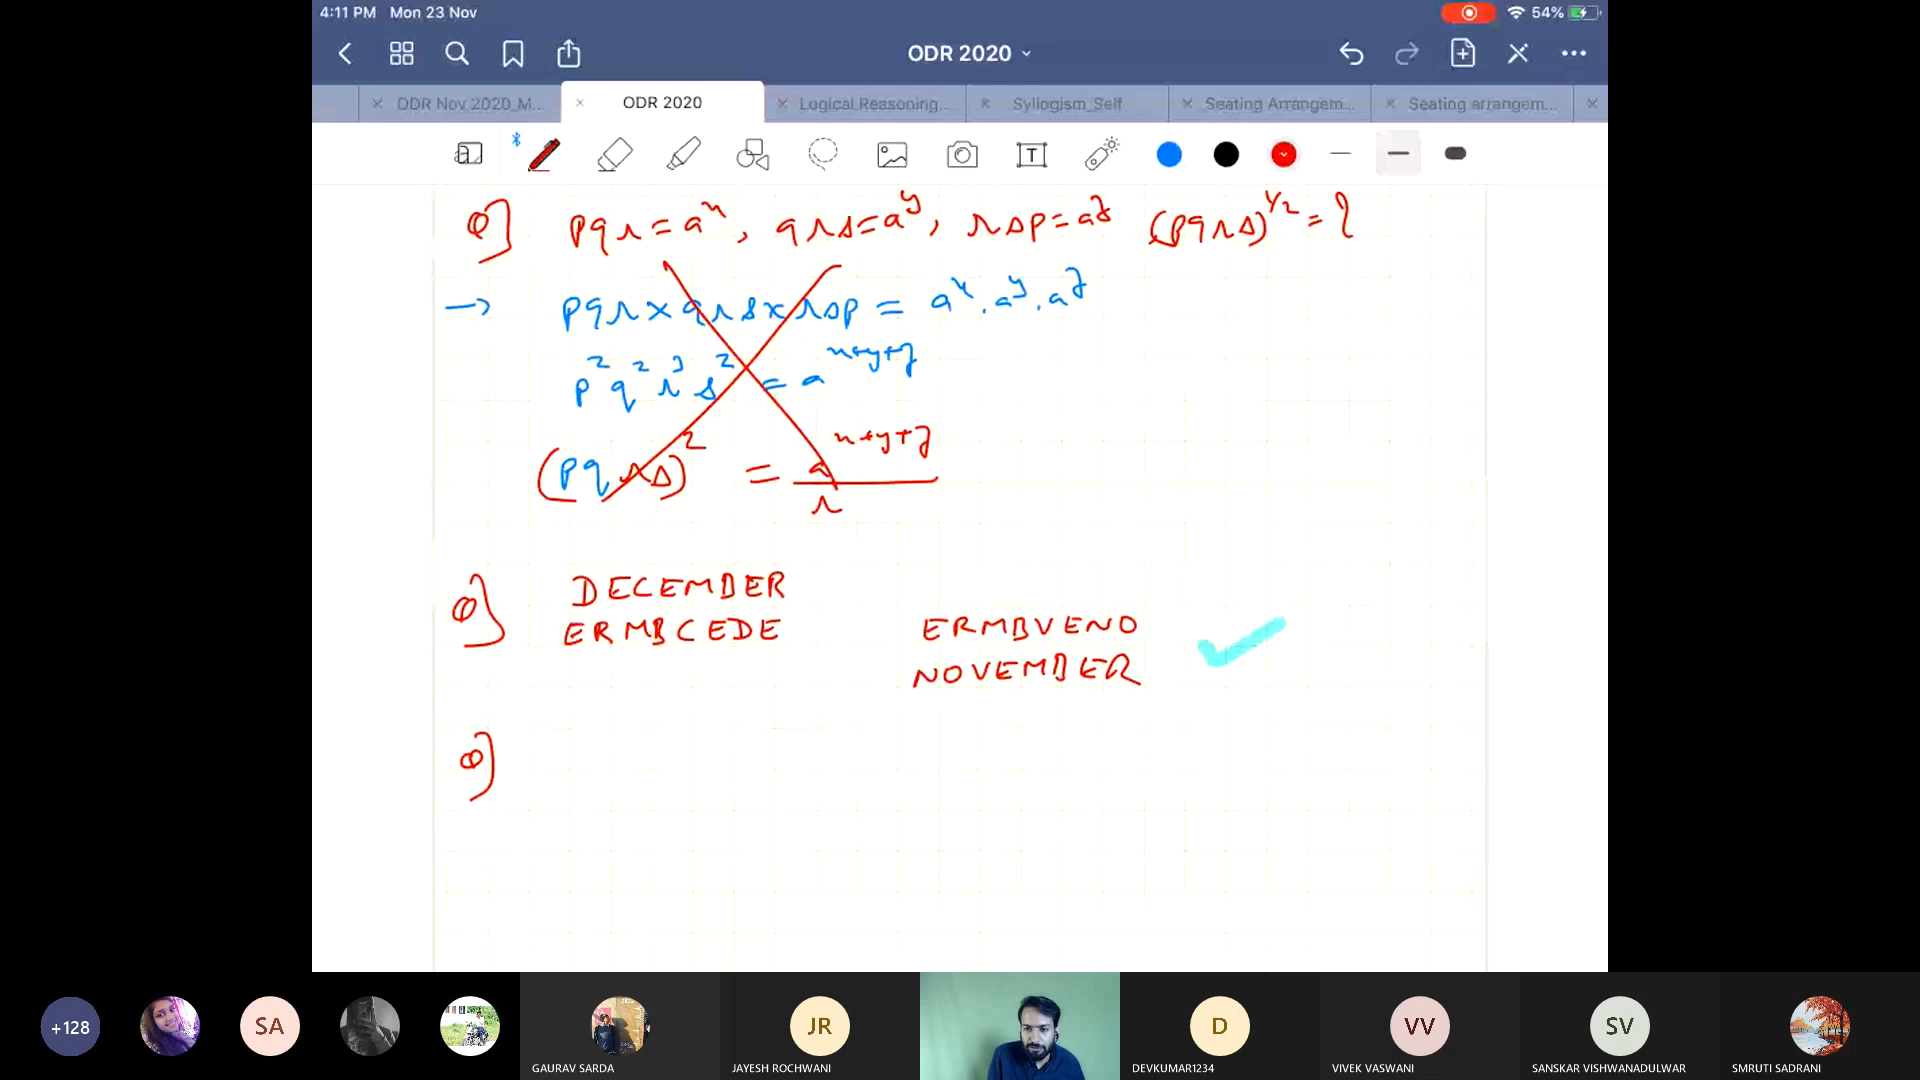 4:11 PM Mon 23 Nov
54%
ODR 2020
ODR Nov 2020_M...
ODR 2020
Logical Reasoning...
Syllogism_Self
Seating Arrangem...
Seating arrangem...
Q] pqr = a^x, qrs = a^y, rsp = a^z (pqrs)^1/2 = ?
→ pqr × qrs × rsp = a^x . a^y . a^z
p^2 q^2 r^3 s^2 = a^x+y+z
(pqrs)^2 = a^x+y+z / r
Q] DECEMBER
ERMBCEDE
ERMBVENO
NOVEMBER
Q]
+128
SA
JR
D
VV
SV
GAURAV SARDA
JAYESH ROCHWANI
DEVKUMAR1234
VIVEK VASWANI
SANSKAR VISHWANADULWAR
SMRUTI SADRANI